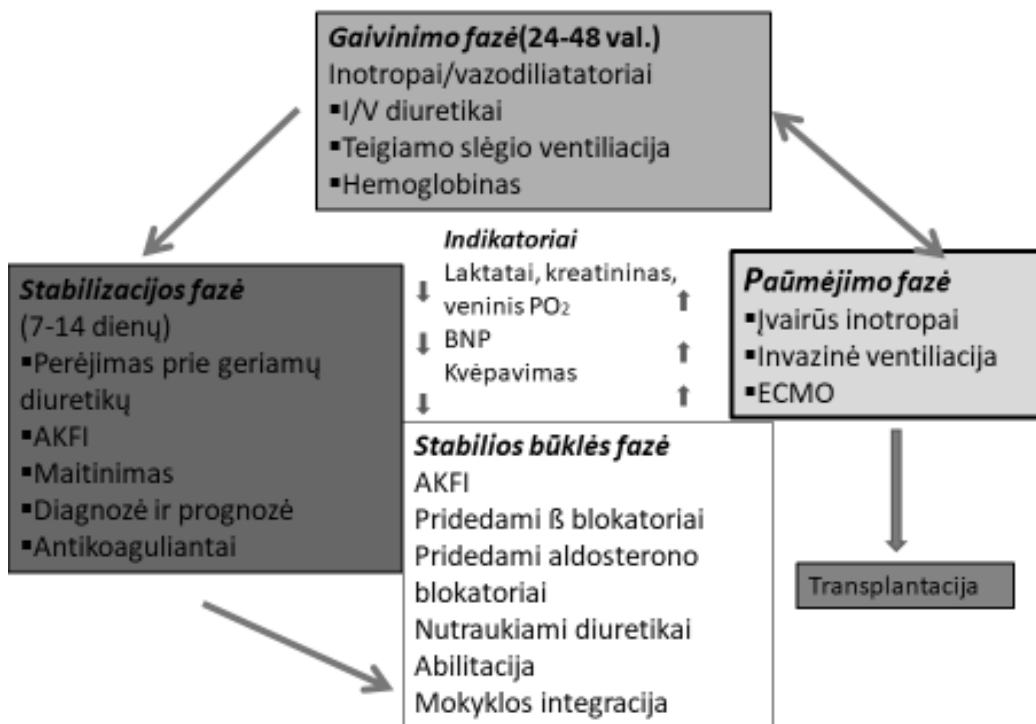 Gaivinimo fazė(24-48 val.)
Inotropai/vazodiliatatoriai
▪I/V diuretikai
▪Teigiamo slėgio ventiliacija
▪Hemoglobinas
Stabilizacijos fazė
(7-14 dienų)
▪Perėjimas prie geriamų
diuretikų
▪AKFI
▪Maitinimas
▪Diagnozė ir prognozė
▪Antikoaguliantai
Indikatoriai
Laktatai, kreatininas,
veninis PO₂
BNP
Kvėpavimas
Paūmėjimo fazė
▪Įvairūs inotropai
▪Invazinė ventiliacija
▪ECMO
Stabilios būklės fazė
AKFI
Pridedami ß blokatoriai
Pridedami aldosterono
blokatoriai
Nutraukiami diuretikai
Abilitacija
Mokyklos integracija
Transplantacija